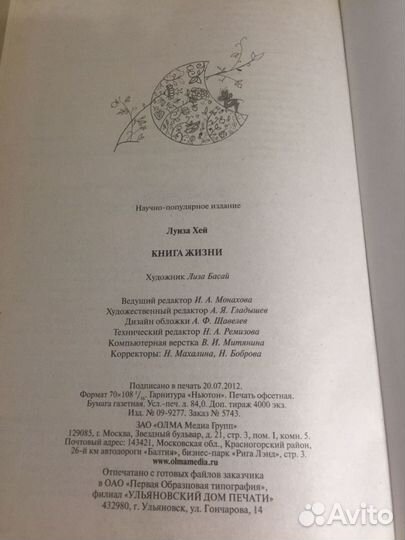 Научно-популярное издание
Луиза Хей
КНИГА ЖИЗНИ
Художник Лиза Басай
Ведущий редактор И. А. Монахова
Художественный редактор А. Я. Гладышев
Дизайн обложки А. Ф. Щавелев
Технический редактор Н. А. Ремизова
Компьютерная верстка В. И. Митянина
Корректоры: Н. Махалина, Н. Боброва
Подписано в печать 20.07.2012.
Формат 70×108 ¹/₁₆. Гарнитура «Ньютон». Печать офсетная.
Бумага газетная. Усл.-печ. л. 84,0. Доп. тираж 4000 экз.
Изд. № 09-9277. Заказ № 5743.
ЗАО «ОЛМА Медиа Групп»
129085, г. Москва, Звездный бульвар, д. 21, стр. 3, пом. I, комн. 5.
Почтовый адрес: 143421, Московская обл., Красногорский район,
26-й км автодороги «Балтия», бизнес-парк «Рига Лэнд», стр. 3.
www.olmamedia.ru
Отпечатано с готовых файлов заказчика
в ОАО «Первая Образцовая типография»,
филиал «УЛЬЯНОВСКИЙ ДОМ ПЕЧАТИ»
432980, г. Ульяновск, ул. Гончарова, 14
Avito